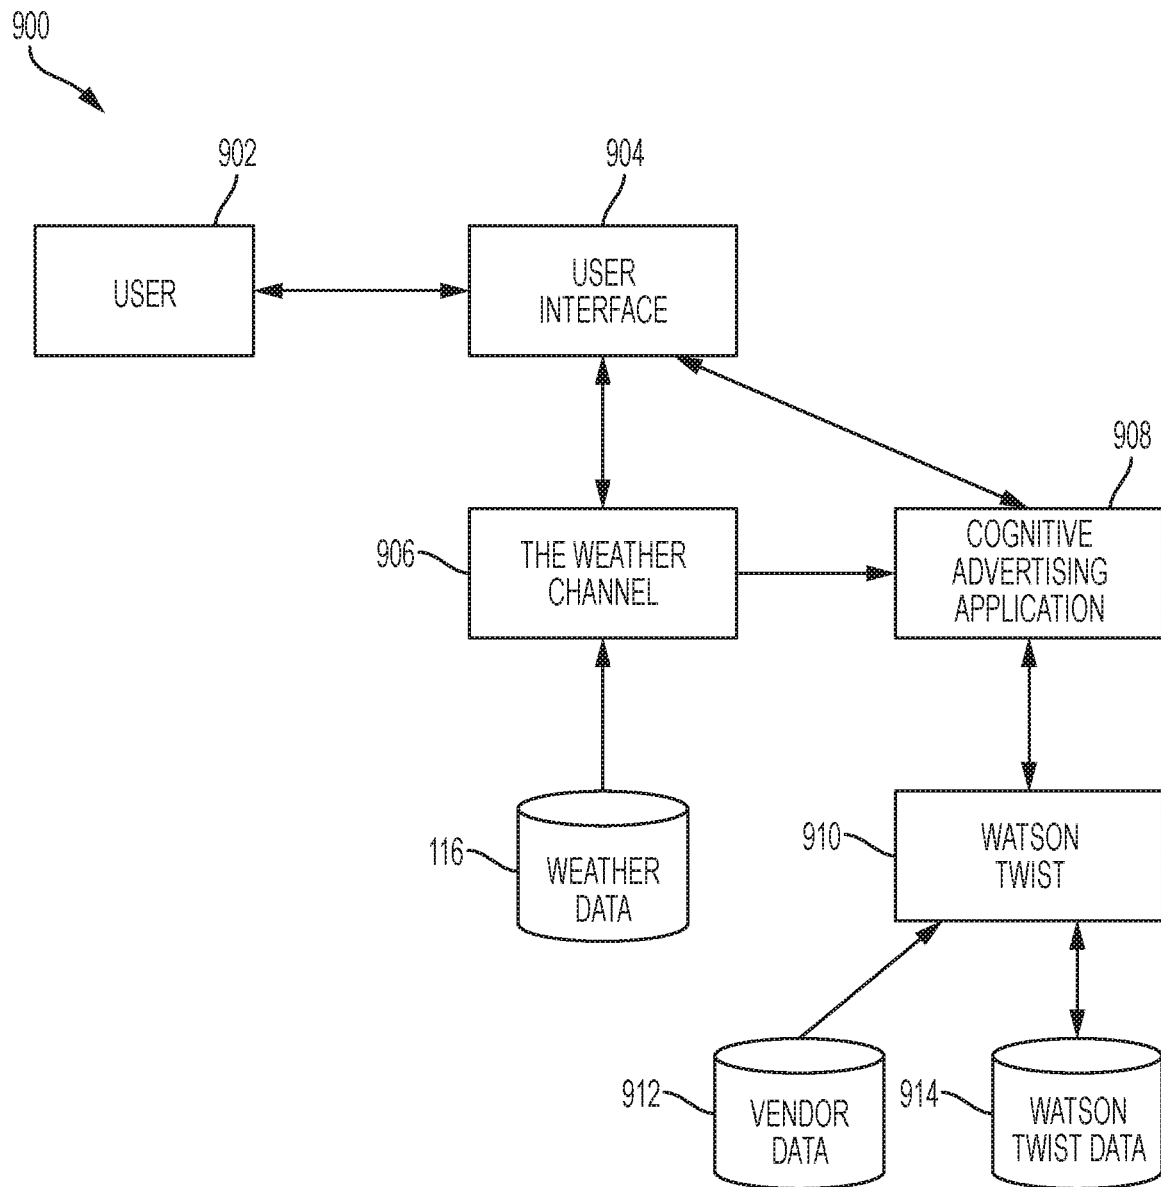 900
902
904
USER
USER
INTERFACE
908
906
THE WEATHER
CHANNEL
COGNITIVE
ADVERTISING
APPLICATION
116
WEATHER
DATA
910
WATSON
TWIST
912
VENDOR
DATA
914
WATSON
TWIST DATA